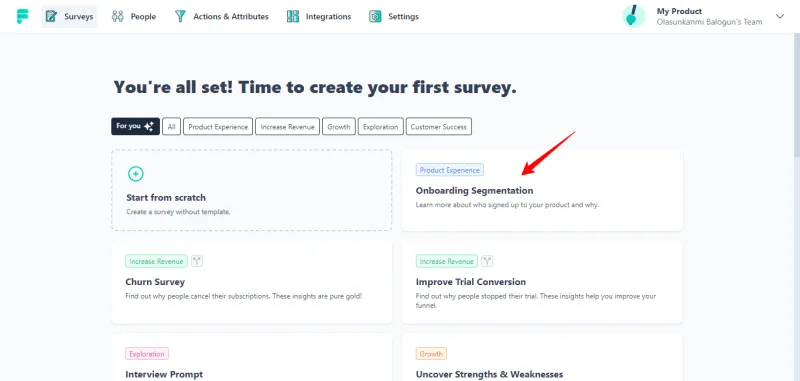 Surveys People Actions & Attributes Integrations Settings
My Product
Olasunkanmi Balogun's Team
You're all set! Time to create your first survey.
For you All Product Experience Increase Revenue Growth Exploration Customer Success
Start from scratch
Create a survey without template.
Product Experience
Onboarding Segmentation
Learn more about who signed up to your product and why.
Increase Revenue
Churn Survey
Find out why people cancel their subscriptions. These insights are pure gold!
Increase Revenue
Improve Trial Conversion
Find out why people stopped their trial. These insights help you improve your
funnel.
Exploration
Interview Prompt
Growth
Uncover Strengths & Weaknesses